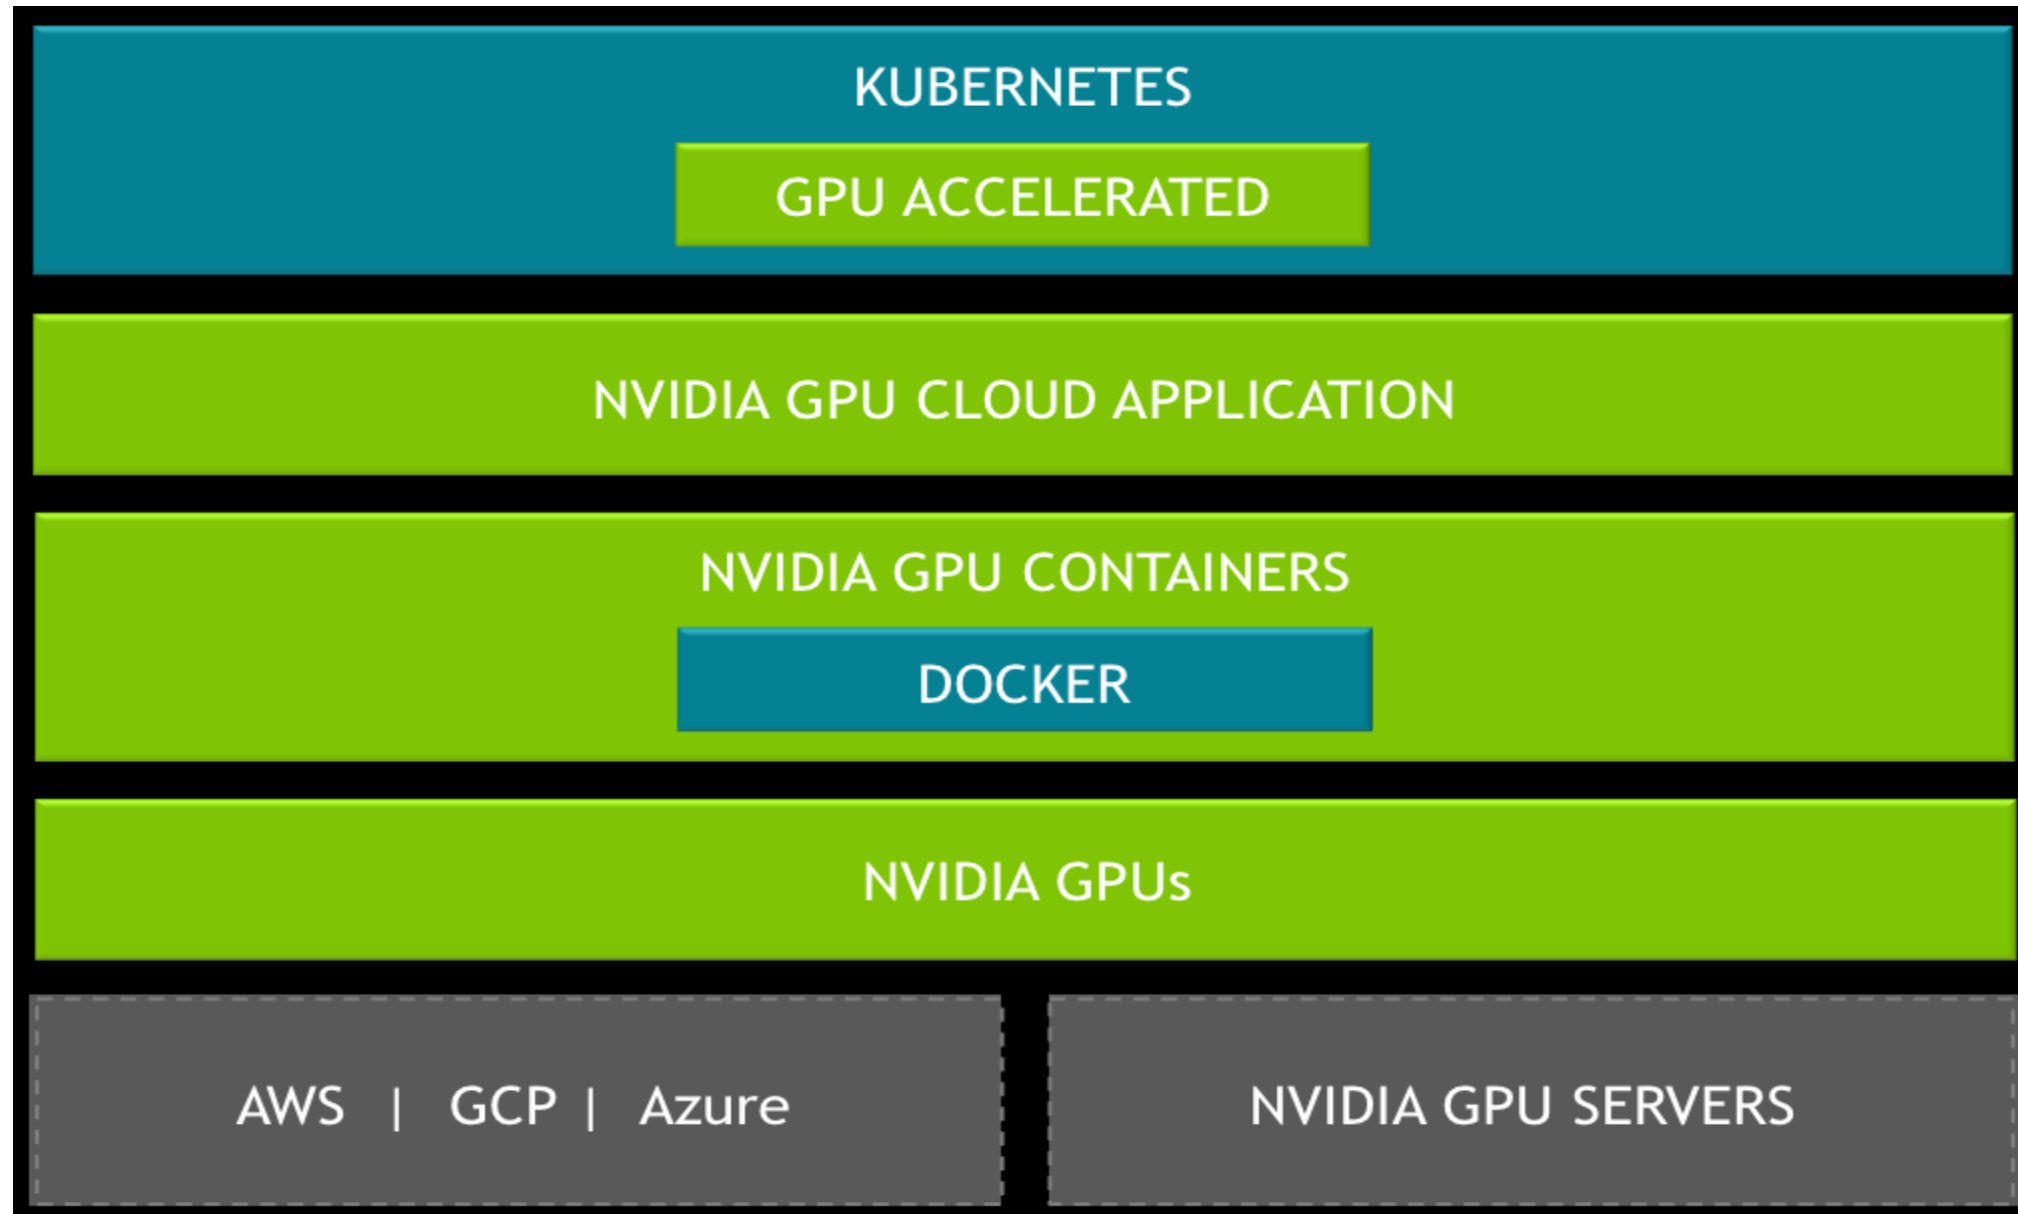 KUBERNETES
GPU ACCELERATED
NVIDIA GPU CLOUD APPLICATION
NVIDIA GPU CONTAINERS
DOCKER
NVIDIA GPUs
AWS | GCP | Azure
NVIDIA GPU SERVERS